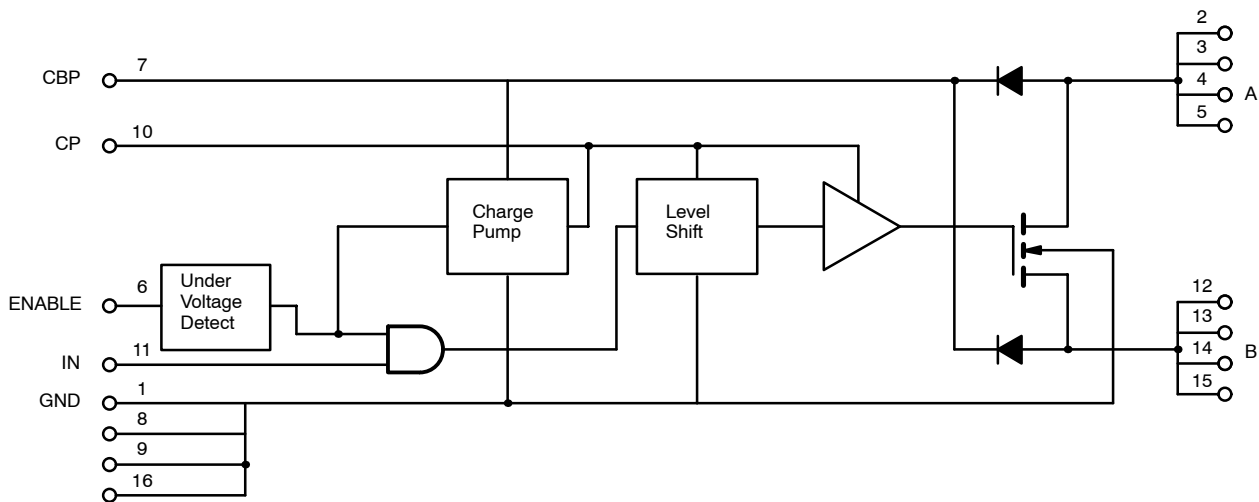 2
CBP 7 3
4 A
CP 10 5
Charge
Pump
Level
Shift
ENABLE 6
Under
Voltage
Detect
12
13
IN 11 14 B
GND 1 15
8
9
16